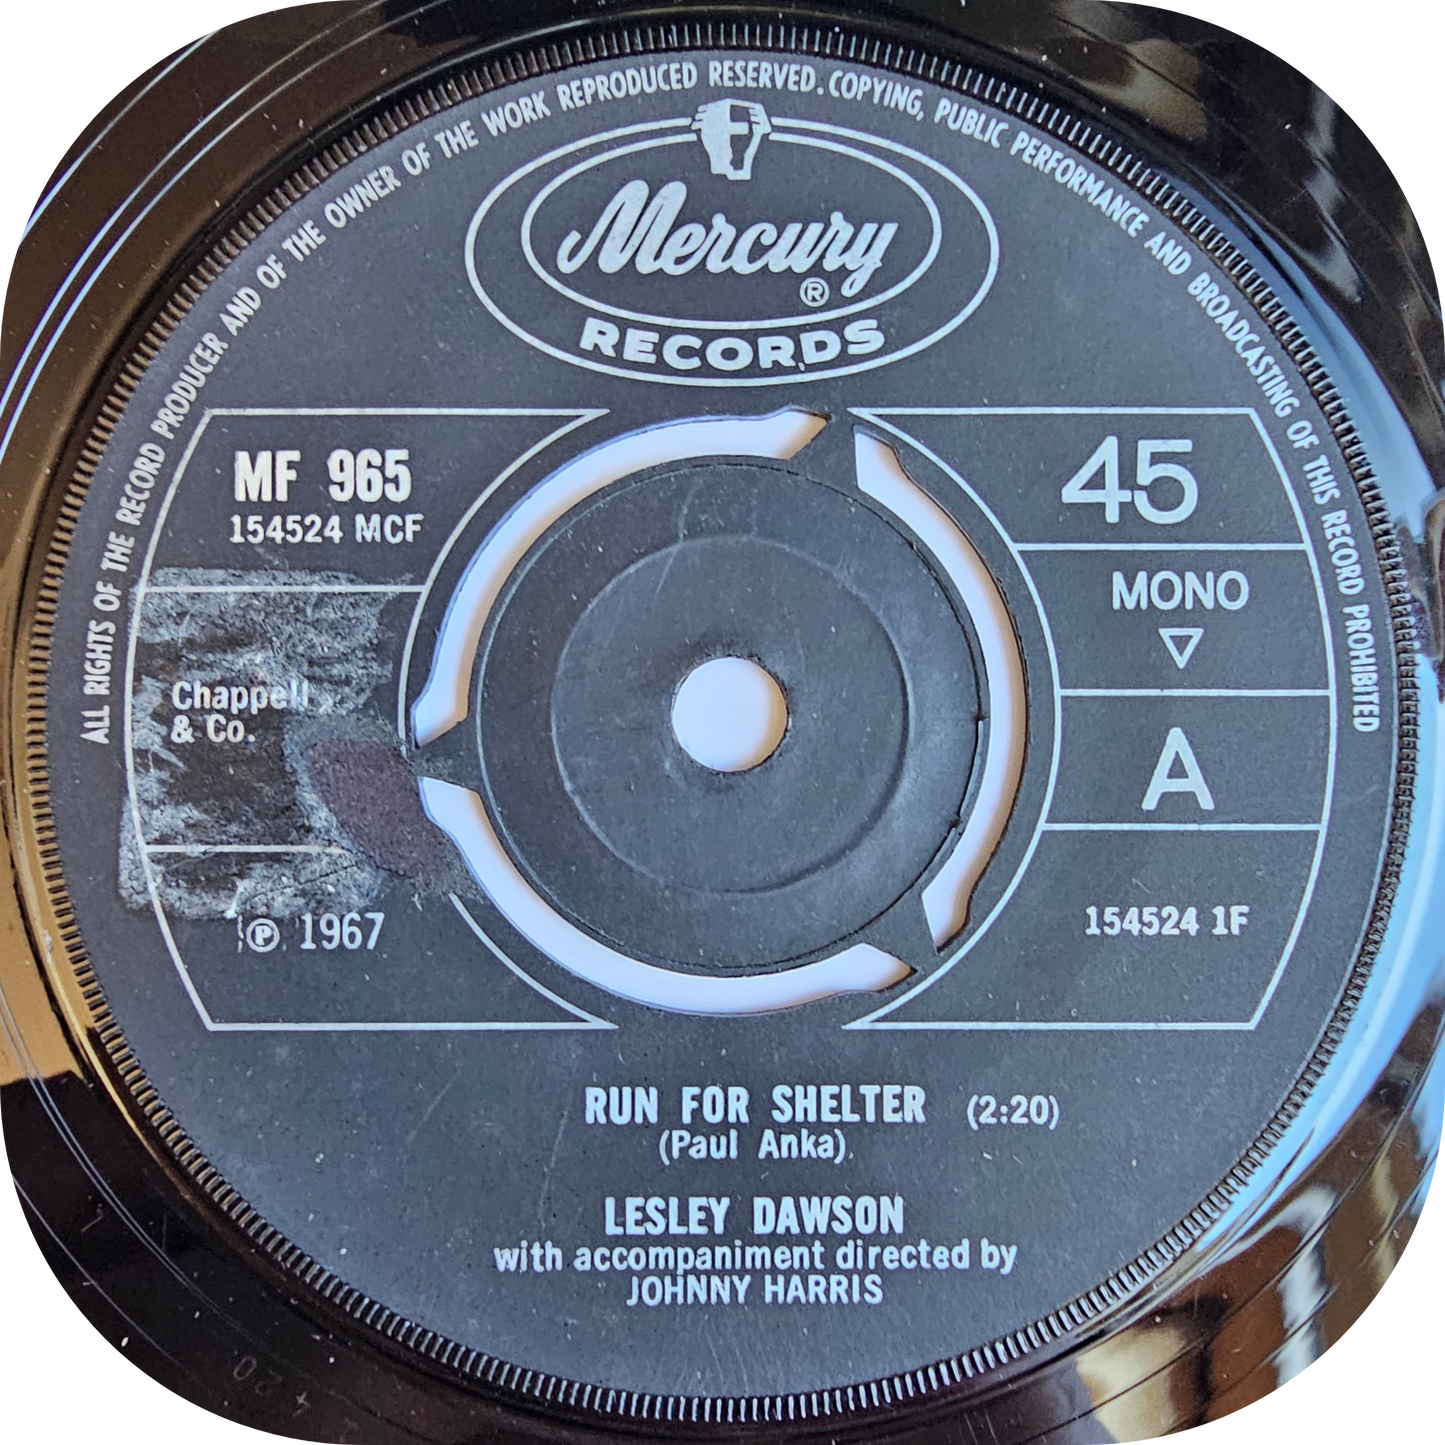 ALL RIGHTS OF THE RECORD PRODUCER AND OF THE OWNER OF THE WORK REPRODUCED RESERVED. COPYING, PUBLIC PERFORMANCE AND BROADCASTING OF THIS RECORD PROHIBITED
Mercury
®
RECORDS
MF 965
154524 MCF
45
MONO
Chappell
& Co.
A
℗ 1967
154524 1F
RUN FOR SHELTER (2:20)
(Paul Anka)
LESLEY DAWSON
with accompaniment directed by
JOHNNY HARRIS